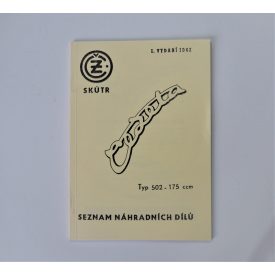 ČZ
2. VYDÁNÍ 1962
SKÚTR
Čezeta
Typ 502 - 175 ccm
SEZNAM NÁHRADNÍCH DÍLŮ